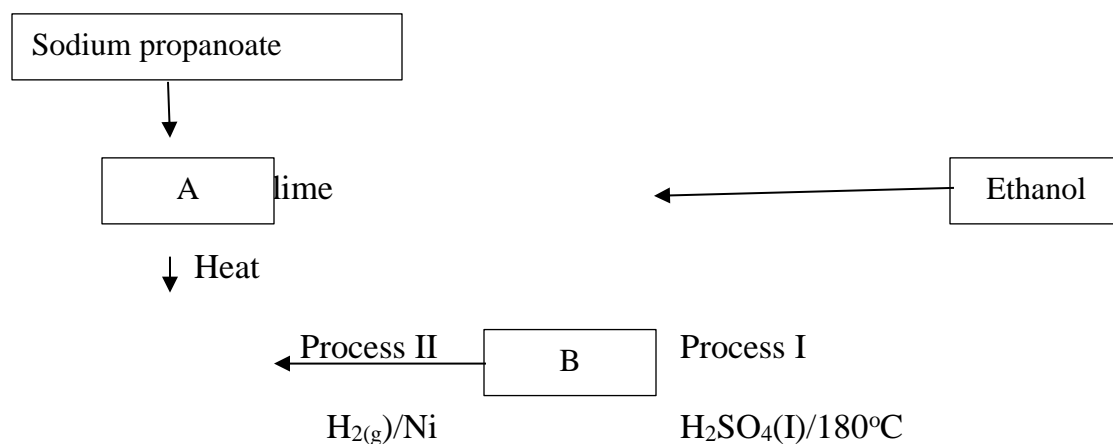 Sodium propanoate
A lime Ethanol
Heat
Process II B Process I
H₂₍g₎/Ni H₂SO₄(I)/180ᵒC